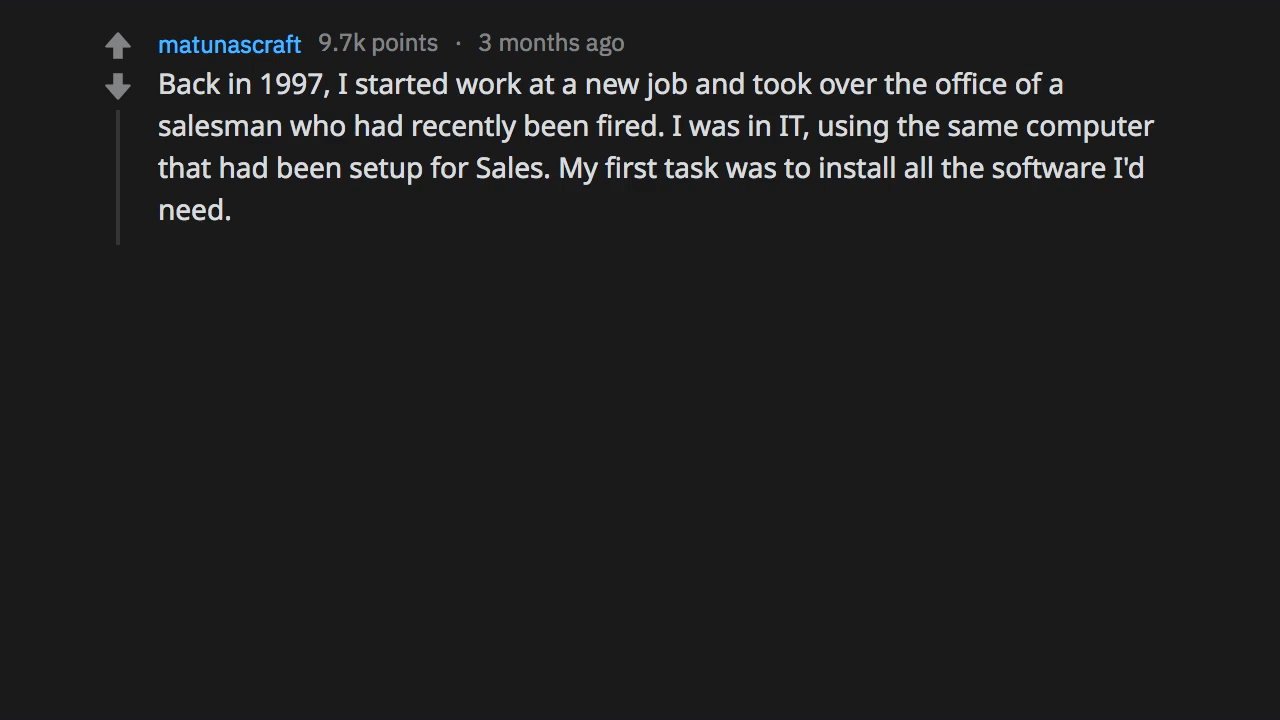 matunascraft 9.7k points · 3 months ago
Back in 1997, I started work at a new job and took over the office of a
salesman who had recently been fired. I was in IT, using the same computer
that had been setup for Sales. My first task was to install all the software I'd
need.